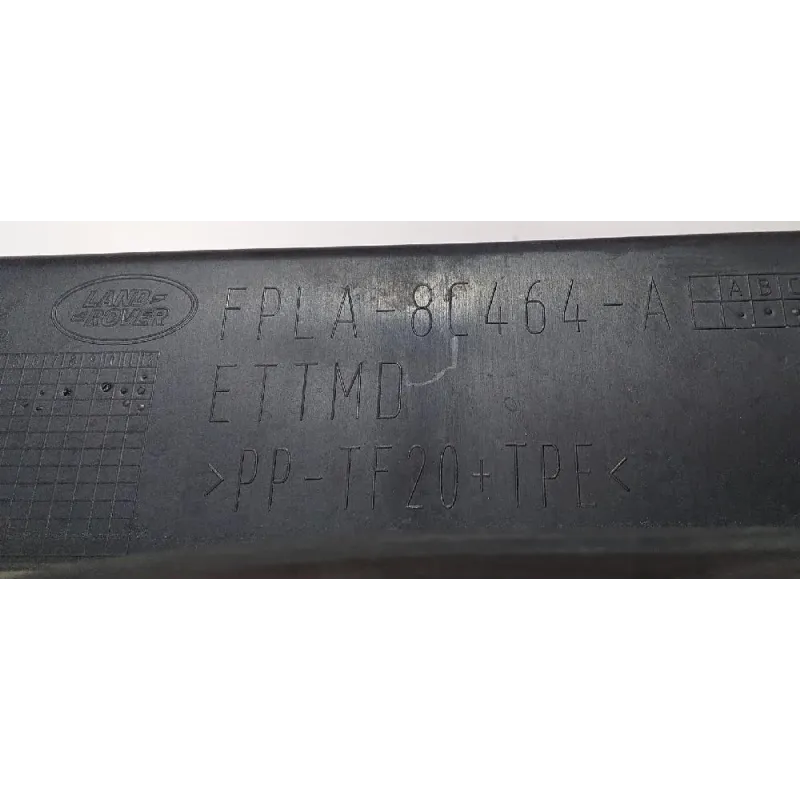 LAND-
-ROVER
FPLA-8C464-A
A B C
ETTMD
>PP-TF20+TPE<